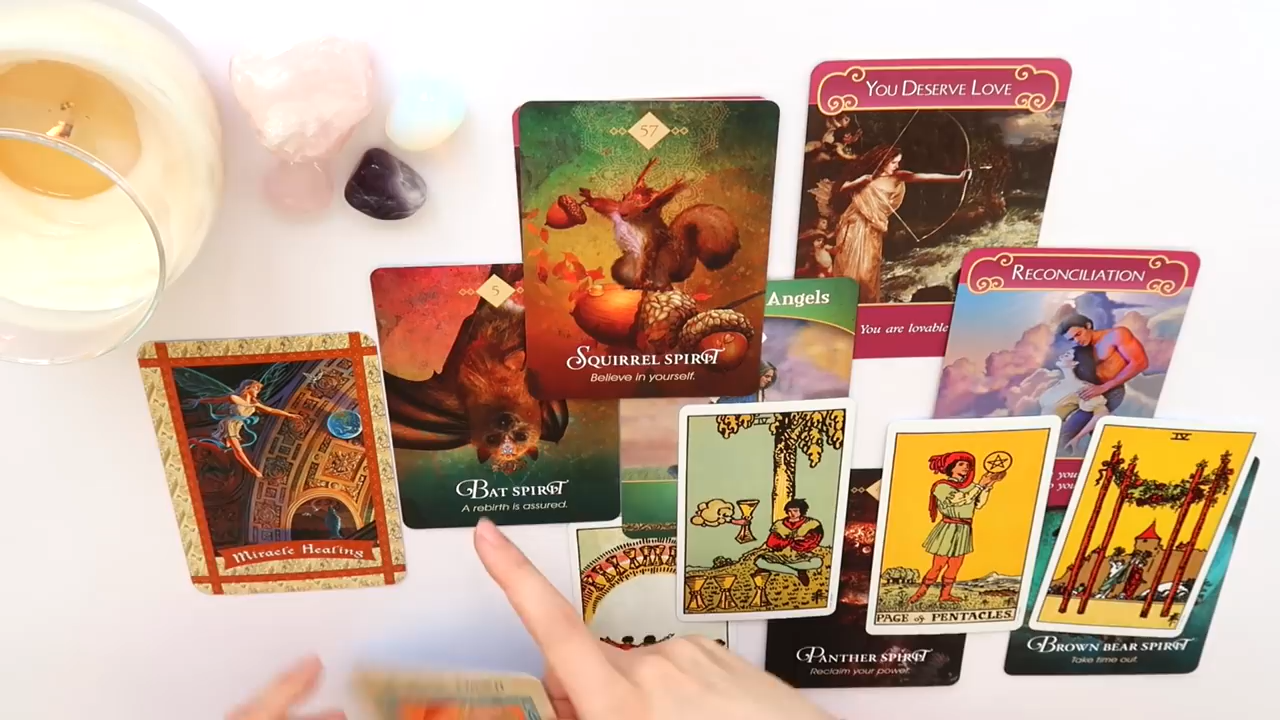 57
SQUIRREL SPIRIT
Believe in yourself.
YOU DESERVE LOVE
You are lovable
RECONCILIATION
Angels
5
BAT SPIRIT
A rebirth is assured.
Miracle Healing
IV
PAGE of PENTACLES.
IV
PANTHER SPIRIT
Reclaim your power.
BROWN BEAR SPIRIT
Take time out.